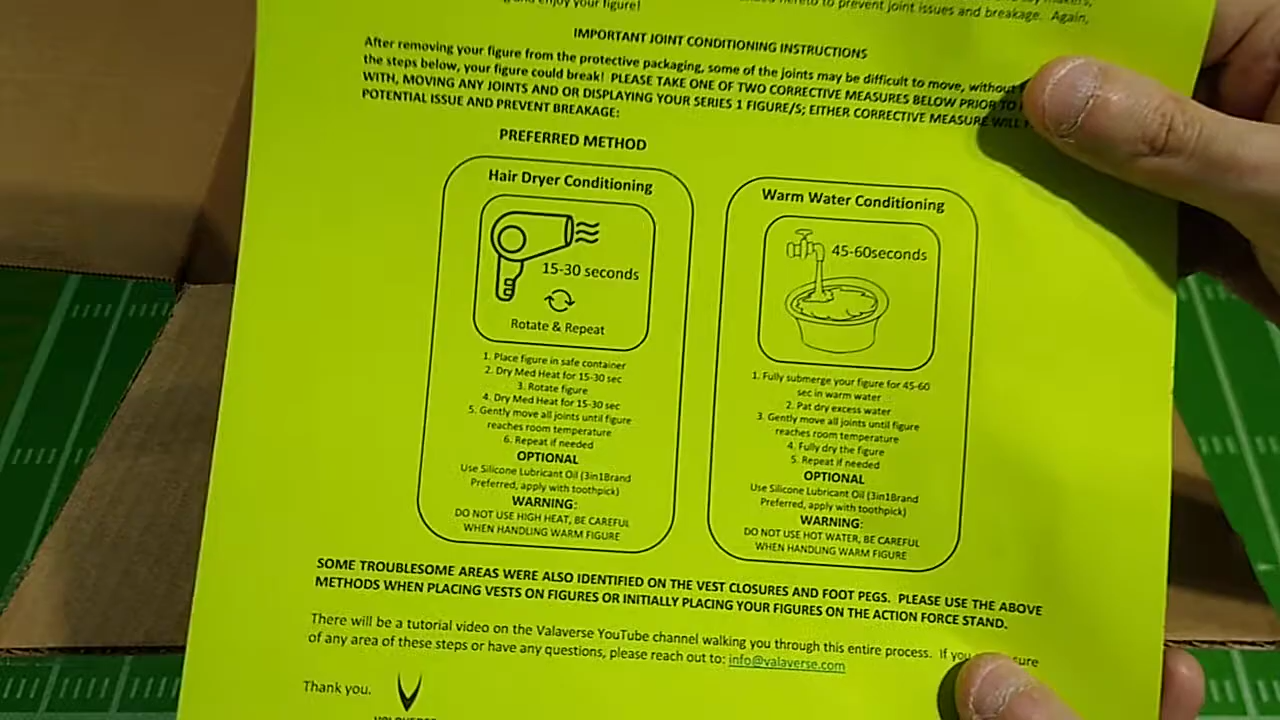 and enjoy your figure!
to prevent joint issues and breakage. Again,
IMPORTANT JOINT CONDITIONING INSTRUCTIONS
After removing your figure from the protective packaging, some of the joints may be difficult to move, without
the steps below, your figure could break! PLEASE TAKE ONE OF TWO CORRECTIVE MEASURES BELOW PRIOR TO
WITH, MOVING ANY JOINTS AND OR DISPLAYING YOUR SERIES 1 FIGURE/S; EITHER CORRECTIVE MEASURE WILL
POTENTIAL ISSUE AND PREVENT BREAKAGE:
PREFERRED METHOD
Hair Dryer Conditioning
15-30 seconds
Rotate & Repeat
1. Place figure in safe container
2. Dry Med Heat for 15-30 sec
3. Rotate figure
4. Dry Med Heat for 15-30 sec
5. Gently move all joints until figure
reaches room temperature
6. Repeat if needed
OPTIONAL
Use Silicone Lubricant Oil (3in1Brand
Preferred, apply with toothpick)
WARNING:
DO NOT USE HIGH HEAT, BE CAREFUL
WHEN HANDLING WARM FIGURE
Warm Water Conditioning
45-60seconds
1. Fully submerge your figure for 45-60
sec in warm water
2. Pat dry excess water
3. Gently move all joints until figure
reaches room temperature
4. Fully dry the figure
5. Repeat if needed
OPTIONAL
Use Silicone Lubricant Oil (3in1Brand
Preferred, apply with toothpick)
WARNING:
DO NOT USE HOT WATER, BE CAREFUL
WHEN HANDLING WARM FIGURE
SOME TROUBLESOME AREAS WERE ALSO IDENTIFIED ON THE VEST CLOSURES AND FOOT PEGS. PLEASE USE THE ABOVE
METHODS WHEN PLACING VESTS ON FIGURES OR INITIALLY PLACING YOUR FIGURES ON THE ACTION FORCE STAND.
There will be a tutorial video on the Valaverse YouTube channel walking you through this entire process. If you
of any area of these steps or have any questions, please reach out to: info@valaverse.com
Thank you.
VALAVERSE